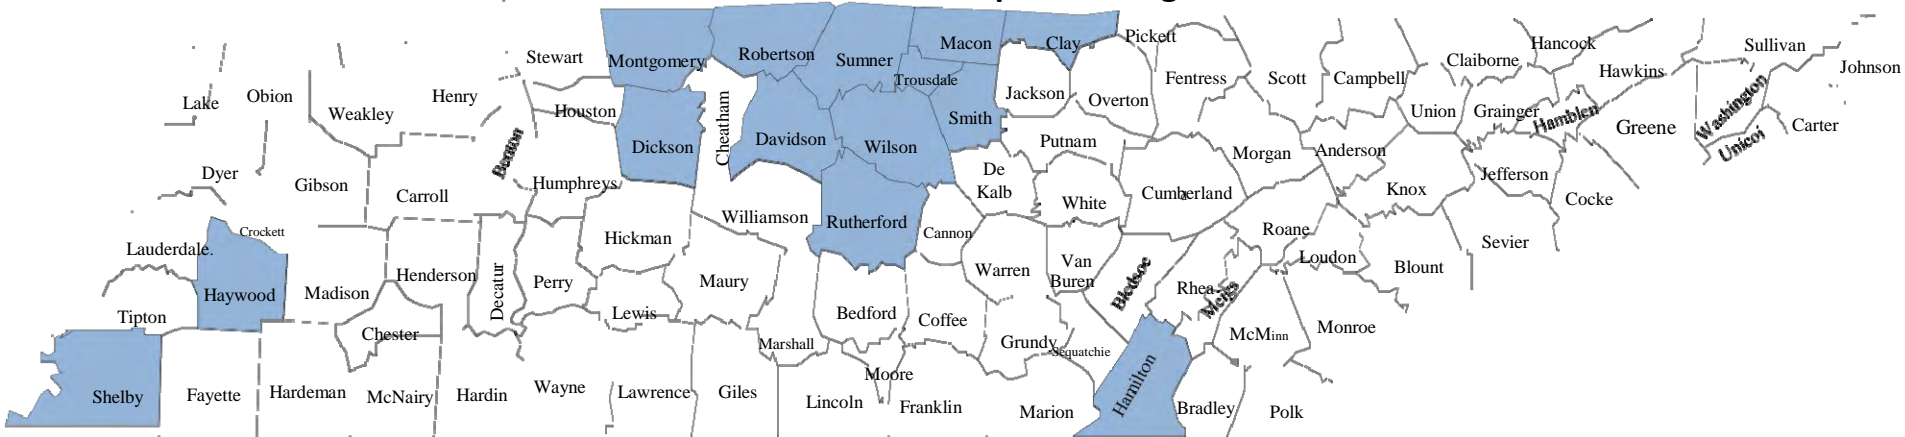 Stewart
Montgomery
Robertson
Sumner
Macon
Clay
Pickett
Trousdale
Fentress
Scott
Campbell
Claiborne
Hancock
Hawkins
Sullivan
Johnson
Lake
Obion
Weakley
Henry
Houston
Dickson
Cheatham
Davidson
Wilson
Smith
Jackson
Overton
Union
Grainger
Hamblen
Greene
Washington
Unicoi
Carter
Dyer
Gibson
Carroll
Benton
Humphreys
Putnam
De
Kalb
White
Cumberland
Morgan
Anderson
Knox
Jefferson
Cocke
Lauderdale
Crockett
Haywood
Madison
Henderson
Decatur
Perry
Hickman
Williamson
Rutherford
Cannon
Warren
Van
Buren
Bledsoe
Rhea
Meigs
Roane
Loudon
Blount
Sevier
Tipton
Chester
Lewis
Maury
Marshall
Bedford
Coffee
Grundy
Sequatchie
McMinn
Monroe
Shelby
Fayette
Hardeman
McNairy
Hardin
Wayne
Lawrence
Giles
Lincoln
Moore
Franklin
Marion
Hamilton
Bradley
Polk